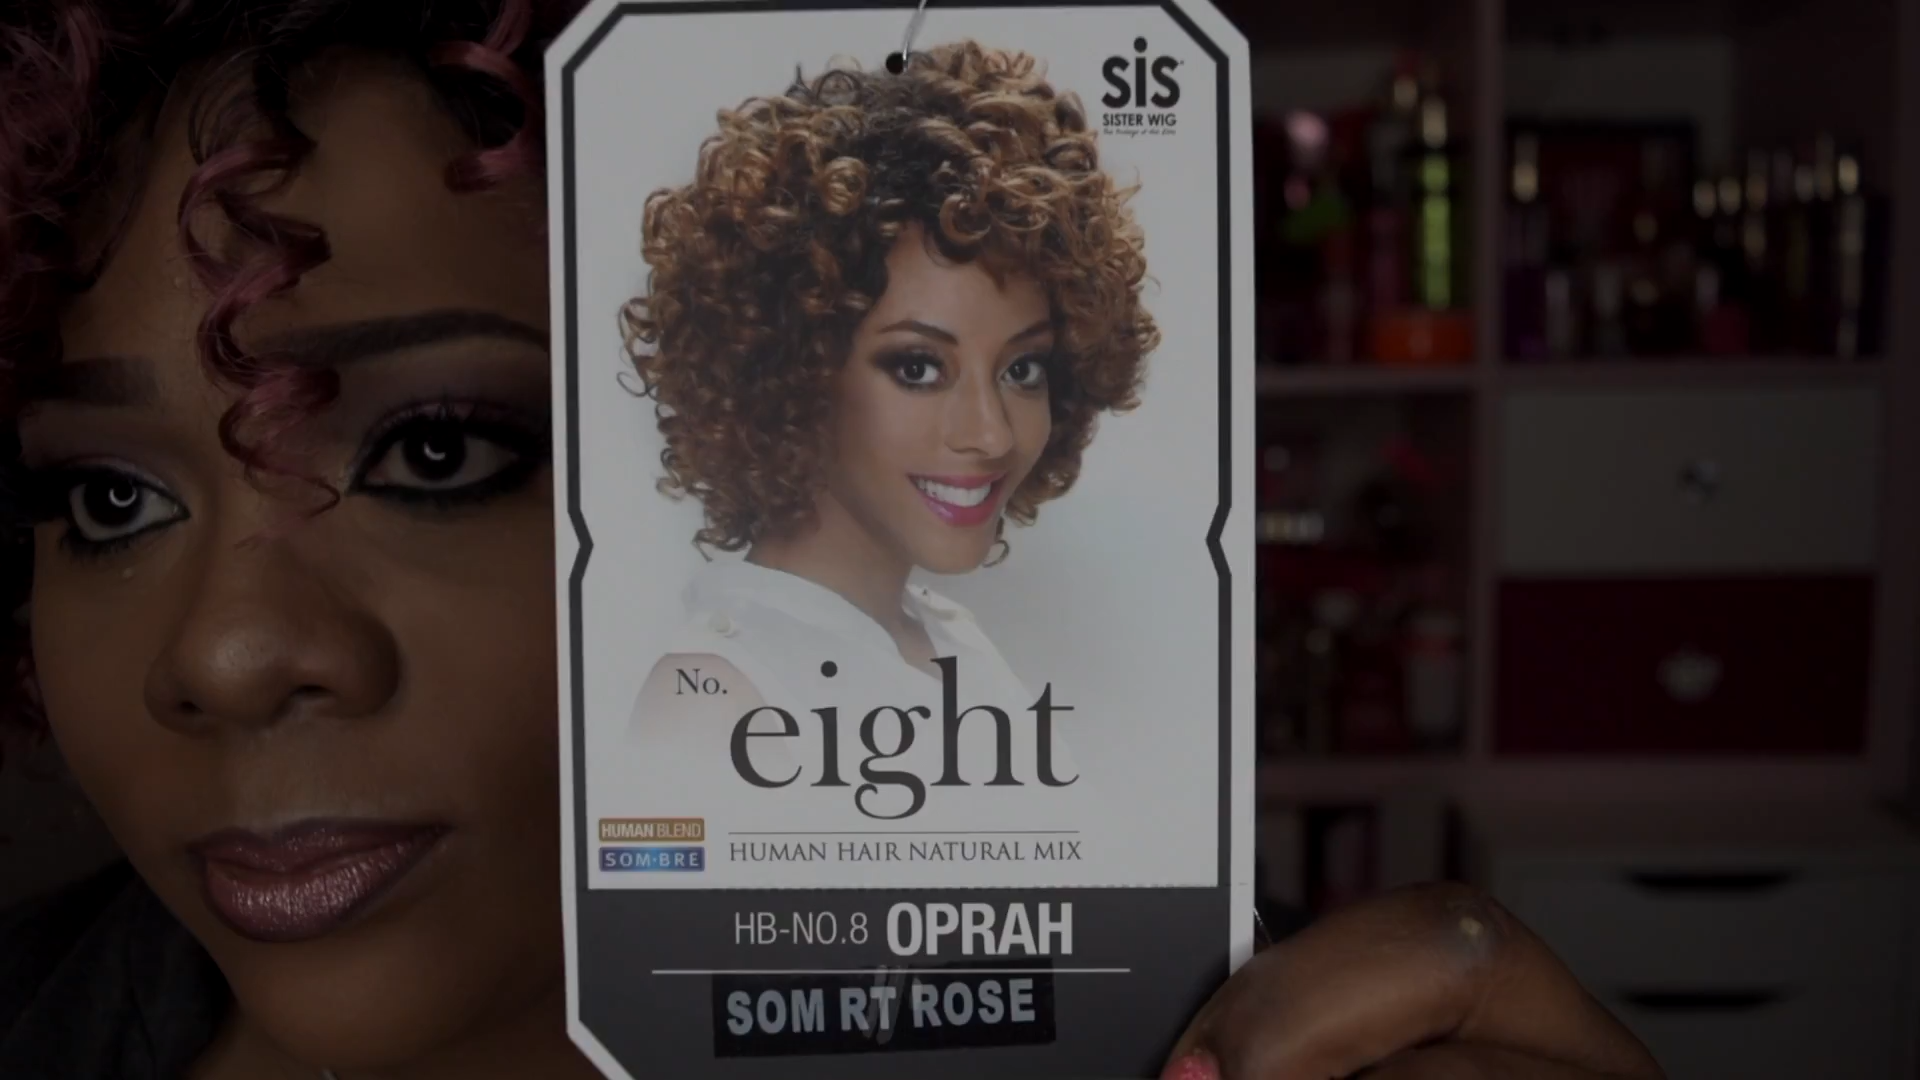 sis
SISTER WIG
No.
eight
HUMAN BLEND
SOM•BRE
HUMAN HAIR NATURAL MIX
HB-NO.8 OPRAH
SOM RT ROSE